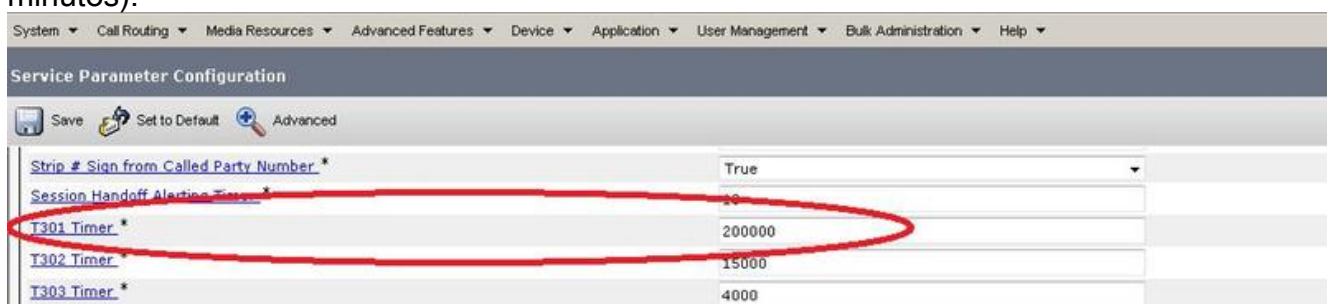 minutos).
System Call Routing Media Resources Advanced Features Device Application User Management Bulk Administration Help
Service Parameter Configuration
Save Set to Default Advanced
Strip # Sign from Called Party Number * True
Session Handoff Alerting Timer * 10
T301 Timer * 200000
T302 Timer * 15000
T303 Timer * 4000